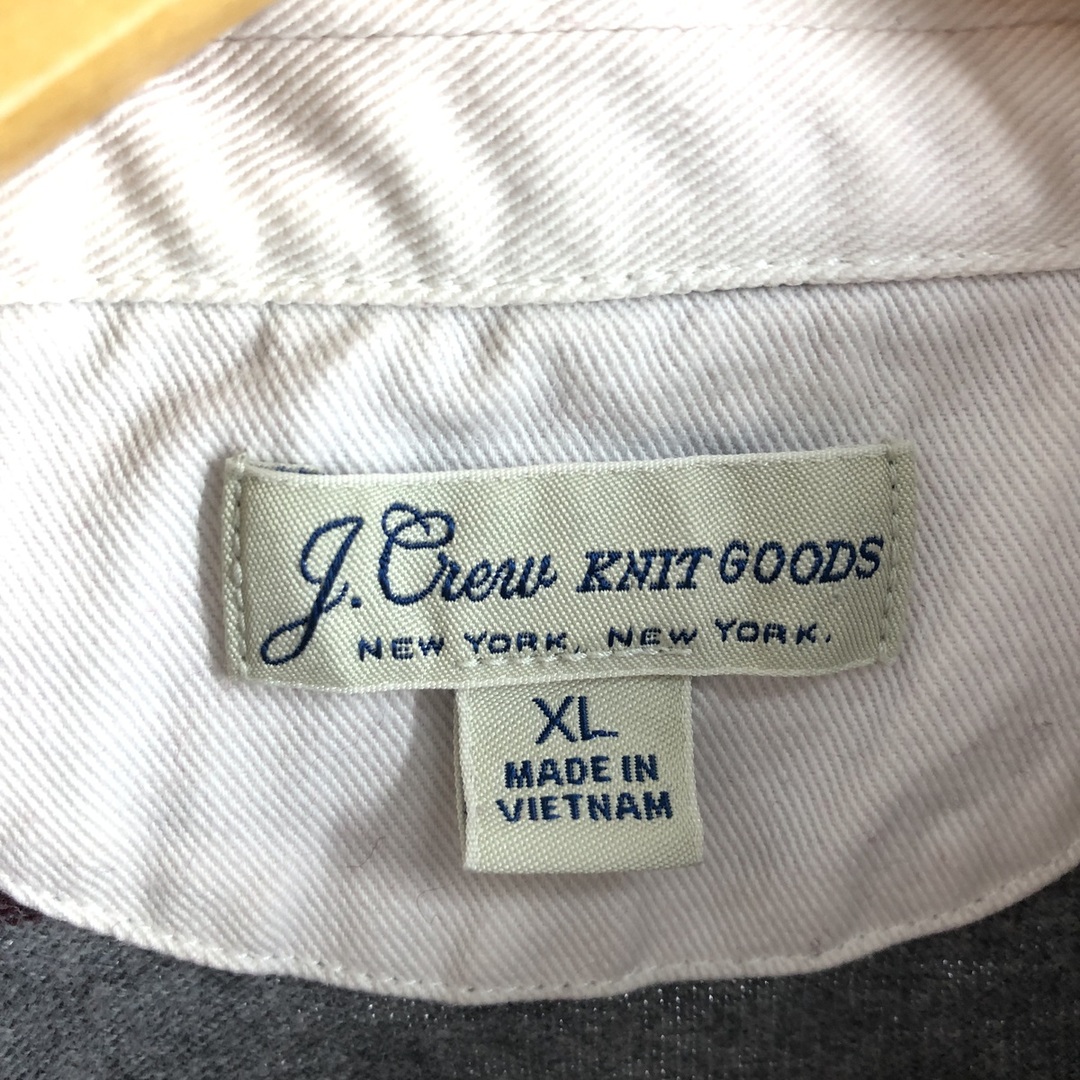 J. Crew KNIT GOODS
NEW YORK, NEW YORK.
XL
MADE IN
VIETNAM